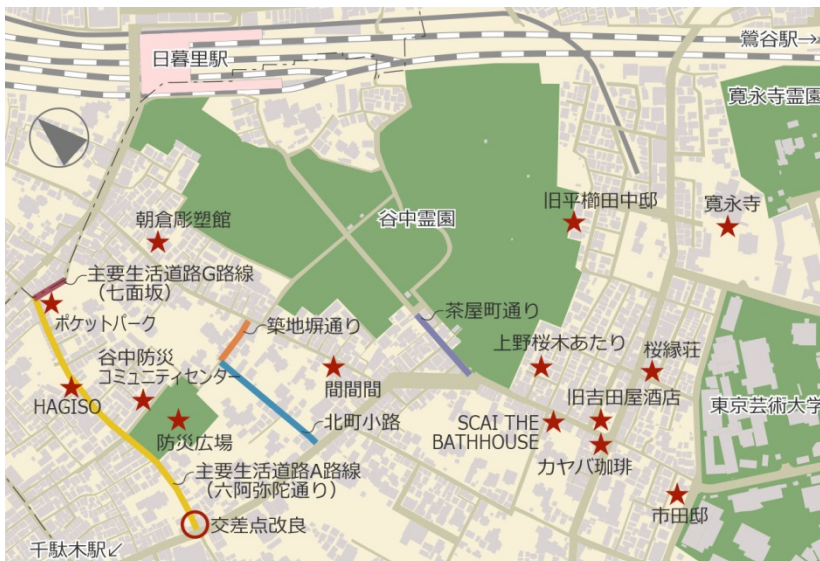 日暮里駅
鶯谷駅→
寛永寺霊園
朝倉彫塑館
谷中霊園
旧平櫛田中邸
寛永寺
主要生活道路G路線
（七面坂）
ポケットパーク
築地塀通り
茶屋町通り
谷中防災
コミュニティセンター
間間間
上野桜木あたり
桜縁荘
HAGISO
防災広場
北町小路
SCAI THE
BATHHOUSE
旧吉田屋酒店
東京芸術大学
カヤバ珈琲
主要生活道路A路線
（六阿弥陀通り）
市田邸
交差点改良
千駄木駅↙